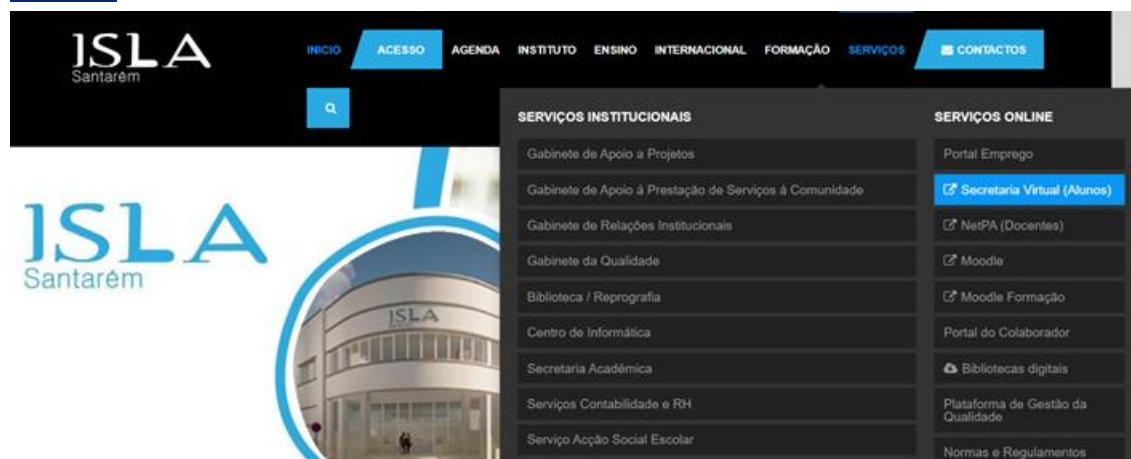 ISLA
Santarém
INICIO ACESSO AGENDA INSTITUTO ENSINO INTERNACIONAL FORMAÇÃO SERVIÇOS CONTACTOS
SERVIÇOS INSTITUCIONAIS
Gabinete de Apoio a Projetos
Gabinete de Apoio à Prestação de Serviços à Comunidade
Gabinete de Relações Institucionais
Gabinete da Qualidade
Biblioteca / Reprografia
Centro de Informática
Secretaria Académica
Serviços Contabilidade e RH
Serviço Acção Social Escolar
SERVIÇOS ONLINE
Portal Emprego
Secretaria Virtual (Alunos)
NetPA (Docentes)
Moodle
Moodle Formação
Portal do Colaborador
Bibliotecas digitais
Plataforma de Gestão da
Qualidade
Normas e Regulamentos
ISLA
Santarém
ISLA